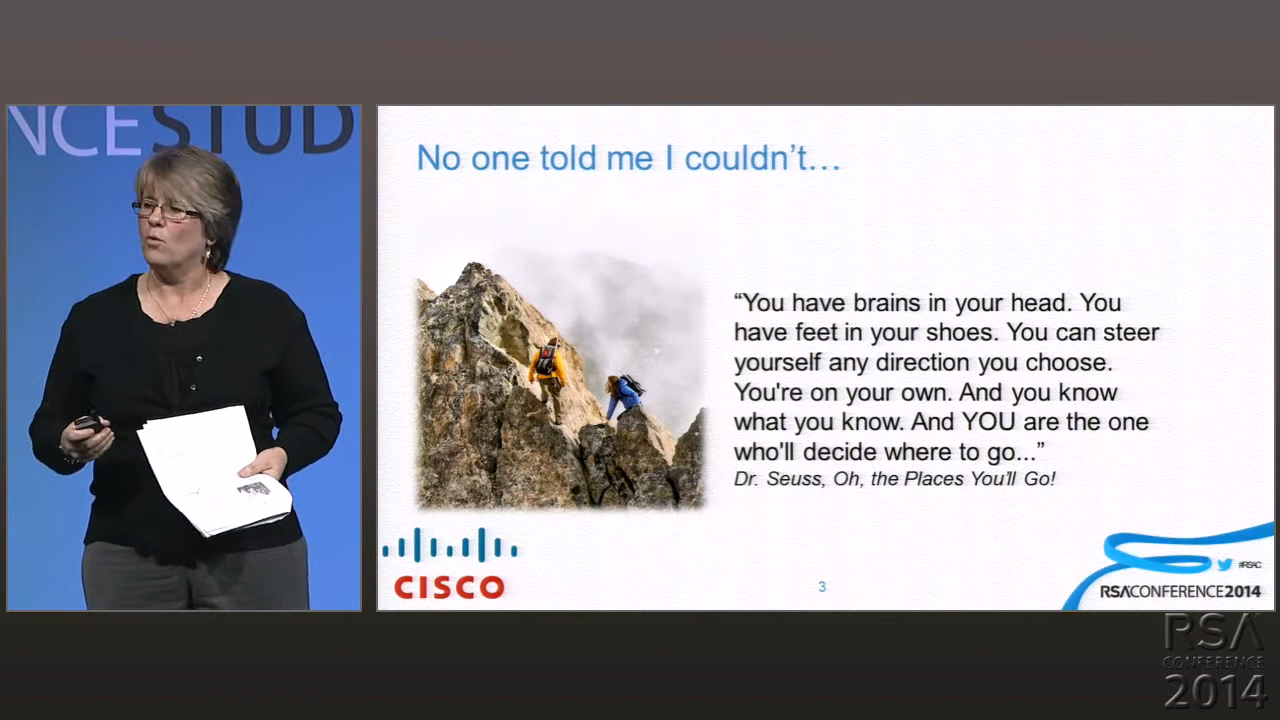 NCESTUD
No one told me I couldn't…
“You have brains in your head. You
have feet in your shoes. You can steer
yourself any direction you choose.
You're on your own. And you know
what you know. And YOU are the one
who'll decide where to go...”
Dr. Seuss, Oh, the Places You'll Go!
CISCO
3
#RSAC
RSACONFERENCE2014
RSA
CONFERENCE
2014